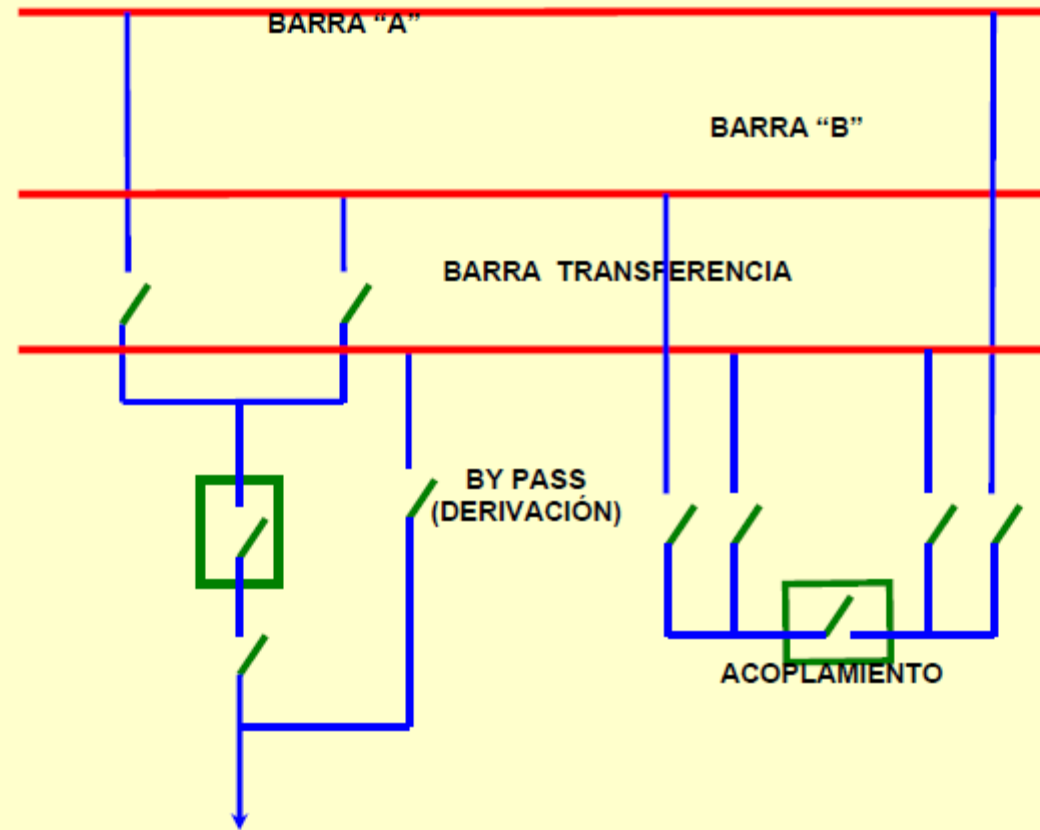 BARRA “A”
BARRA “B”
BARRA TRANSFERENCIA
BY PASS
(DERIVACIÓN)
ACOPLAMIENTO